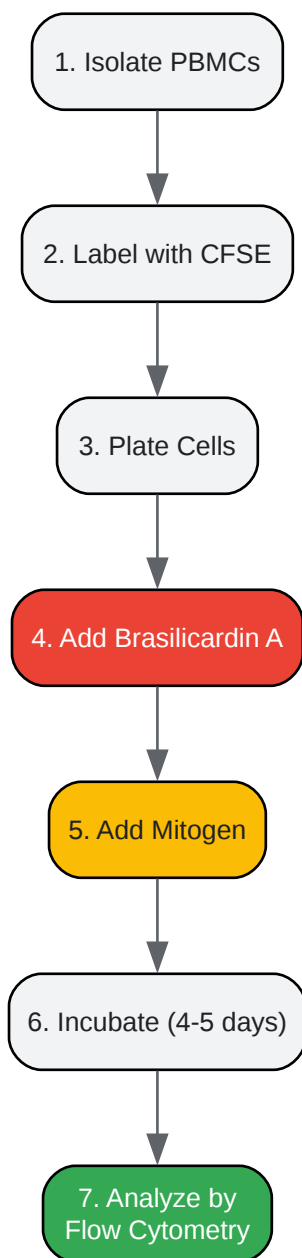 1. Isolate PBMCs
2. Label with CFSE
3. Plate Cells
4. Add Brasilicardin A
5. Add Mitogen
6. Incubate (4-5 days)
7. Analyze by
Flow Cytometry